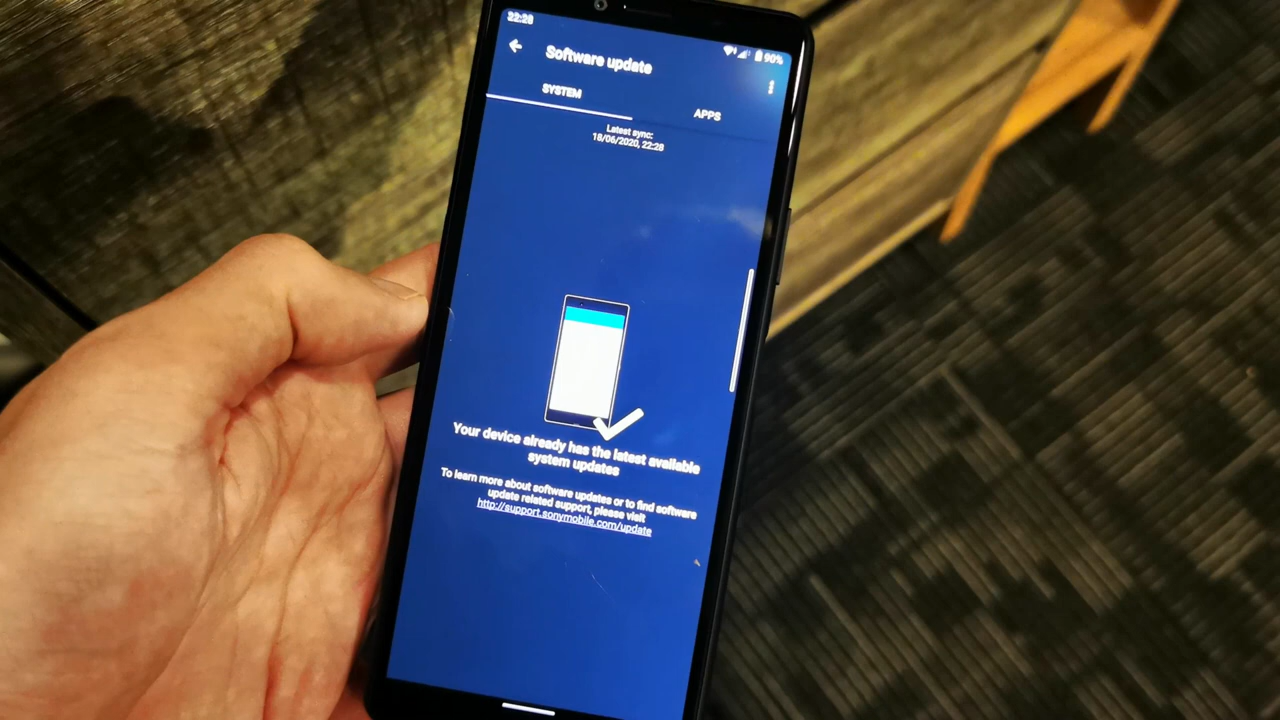 22:28
90%
Software update
SYSTEM
APPS
Latest sync:
18/06/2020, 22:28
Your device already has the latest available
system updates
To learn more about software updates or to find software
update related support, please visit
http://support.sonymobile.com/update